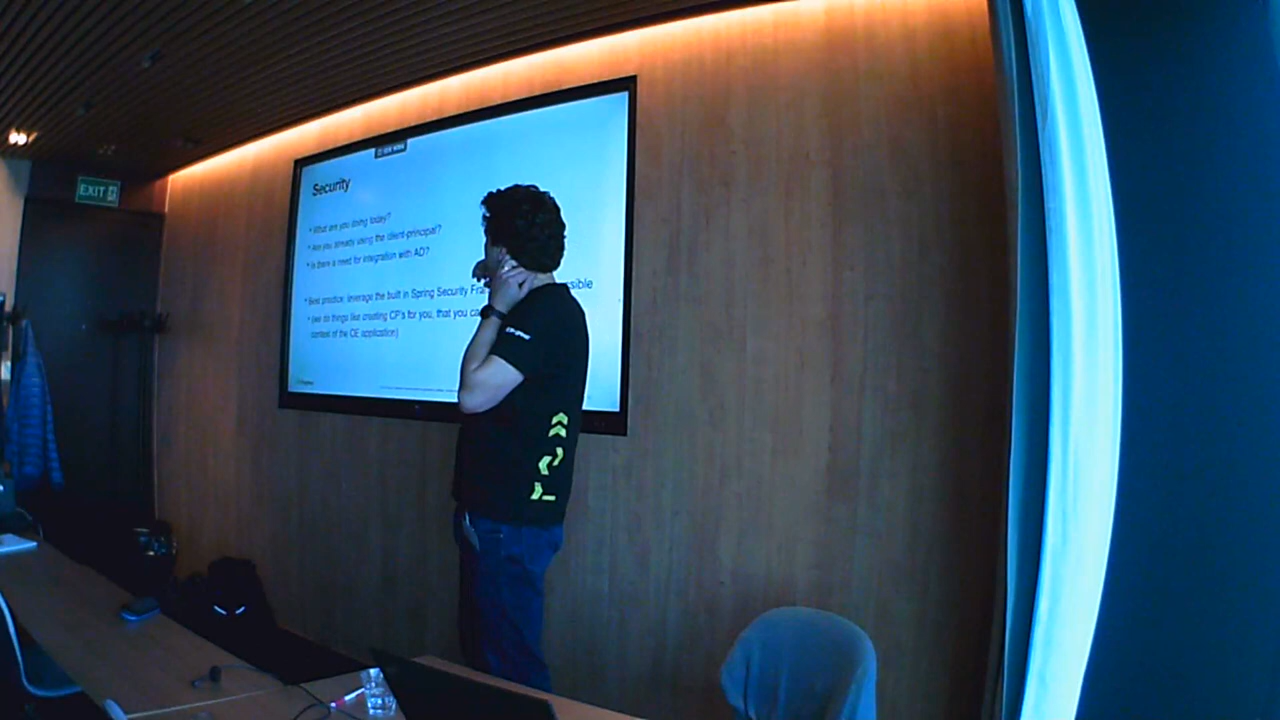 EXIT
Security
• What are you doing today?
• Are you already using the client-principal?
• Is there a need for integration with AD?
• Best practice: leverage the built in Spring Security Fra
ssible
• (we do things like creating CP's for you, that you ca
context of the OE application)